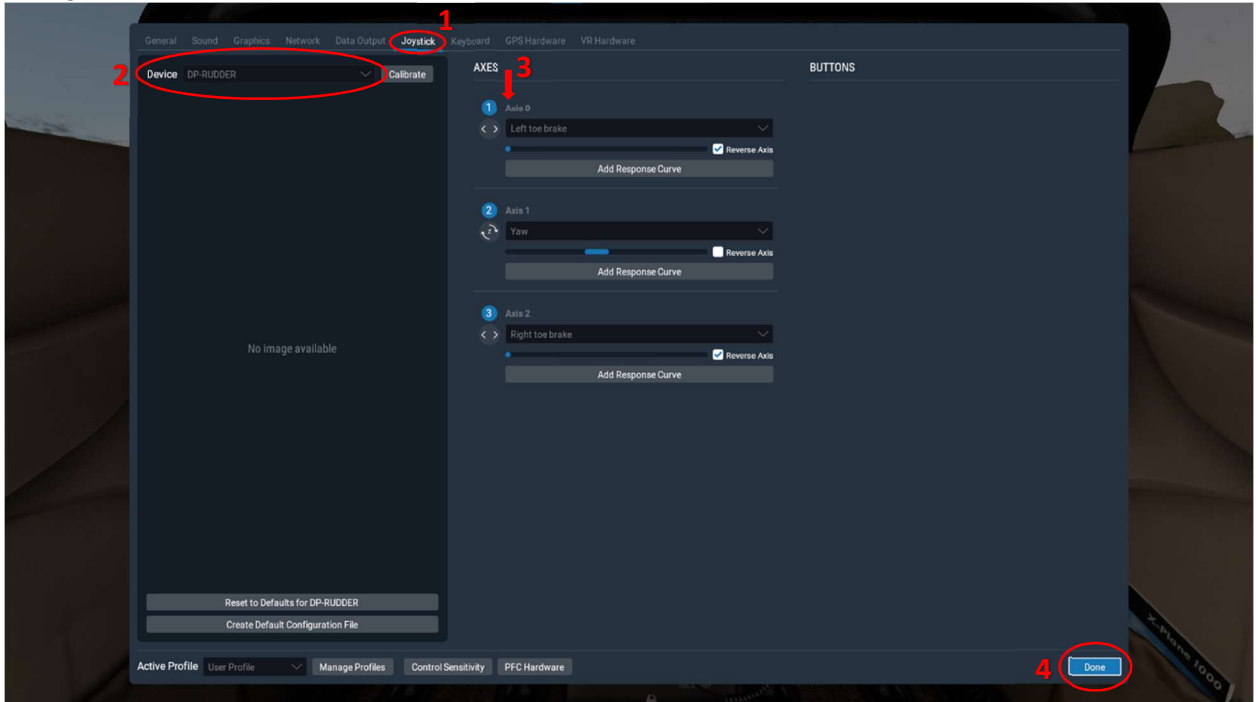 1
General Sound Graphics Network Data Output Joystick Keyboard GPS Hardware VR Hardware
2
Device DP-RUDDER Calibrate
AXES
3
BUTTONS
1 Axis 0
Left toe brake
Reverse Axis
Add Response Curve
2 Axis 1
z Yaw
Reverse Axis
Add Response Curve
3 Axis 2
Right toe brake
Reverse Axis
Add Response Curve
No image available
Reset to Defaults for DP-RUDDER
Create Default Configuration File
Active Profile User Profile Manage Profiles Control Sensitivity PFC Hardware
4 Done
X-Plane 1000